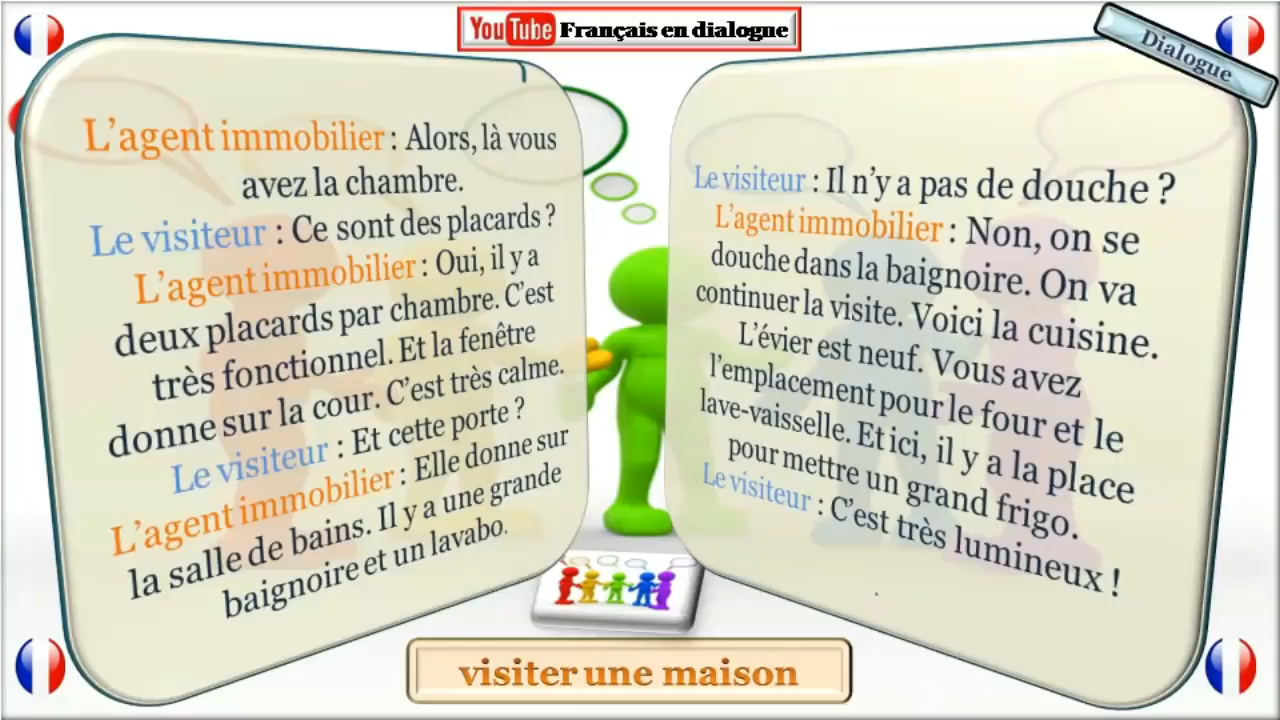 YouTube Français en dialogue
Dialogue
L'agent immobilier : Alors, là vous
avez la chambre.
Le visiteur : Ce sont des placards ?
L'agent immobilier : Oui, il y a
deux placards par chambre. C'est
très fonctionnel. Et la fenêtre
donne sur la cour. C'est très calme.
Le visiteur : Et cette porte ?
L'agent immobilier : Elle donne sur
la salle de bains. Il y a une grande
baignoire et un lavabo.
Le visiteur : Il n'y a pas de douche ?
L'agent immobilier : Non, on se
douche dans la baignoire. On va
continuer la visite. Voici la cuisine.
L'évier est neuf. Vous avez
l'emplacement pour le four et le
lave-vaisselle. Et ici, il y a la place
pour mettre un grand frigo.
Le visiteur : C'est très lumineux !
visiter une maison